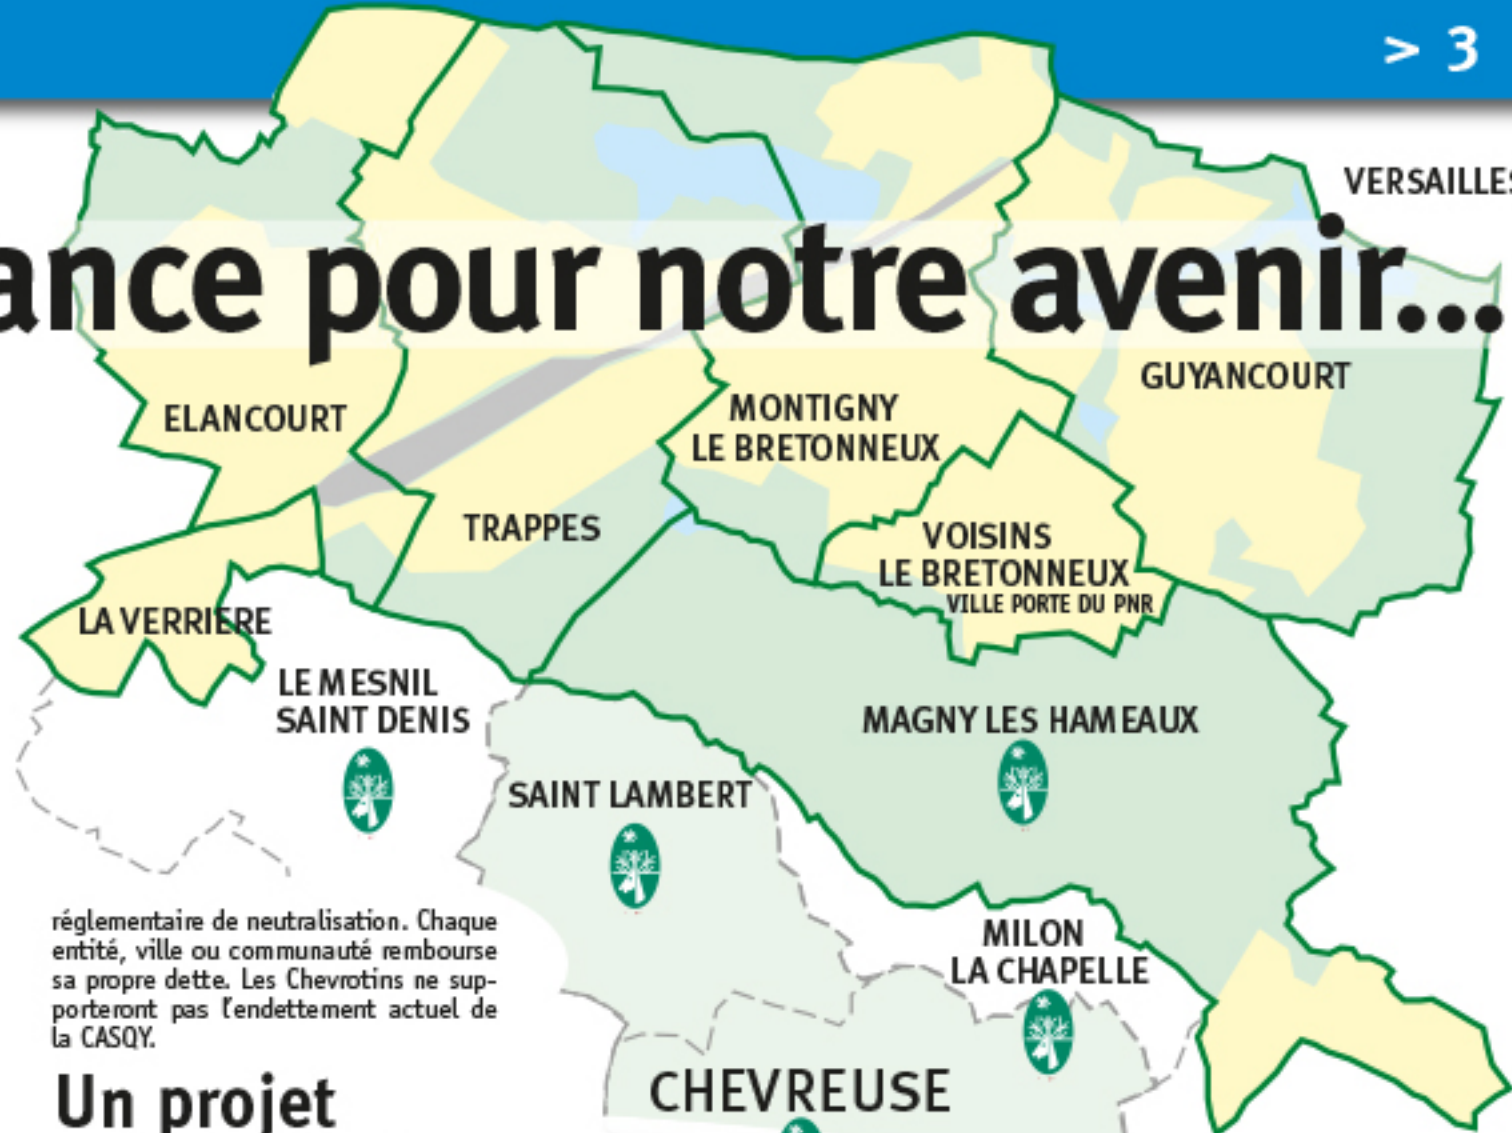 > 3
VERSAILLES
ance pour notre avenir...
GUYANCOURT
ELANCOURT
MONTIGNY
LE BRETONNEUX
TRAPPES
VOISINS
LE BRETONNEUX
VILLE PORTE DU PNR
LA VERRIERE
LE MESNIL
SAINT DENIS
MAGNY LES HAMEAUX
SAINT LAMBERT
MILON
LA CHAPELLE
réglementaire de neutralisation. Chaque
entité, ville ou communauté rembourse
sa propre dette. Les Chevrotins ne sup-
porteront pas l'endettement actuel de
la CASQY.
Un projet
CHEVREUSE